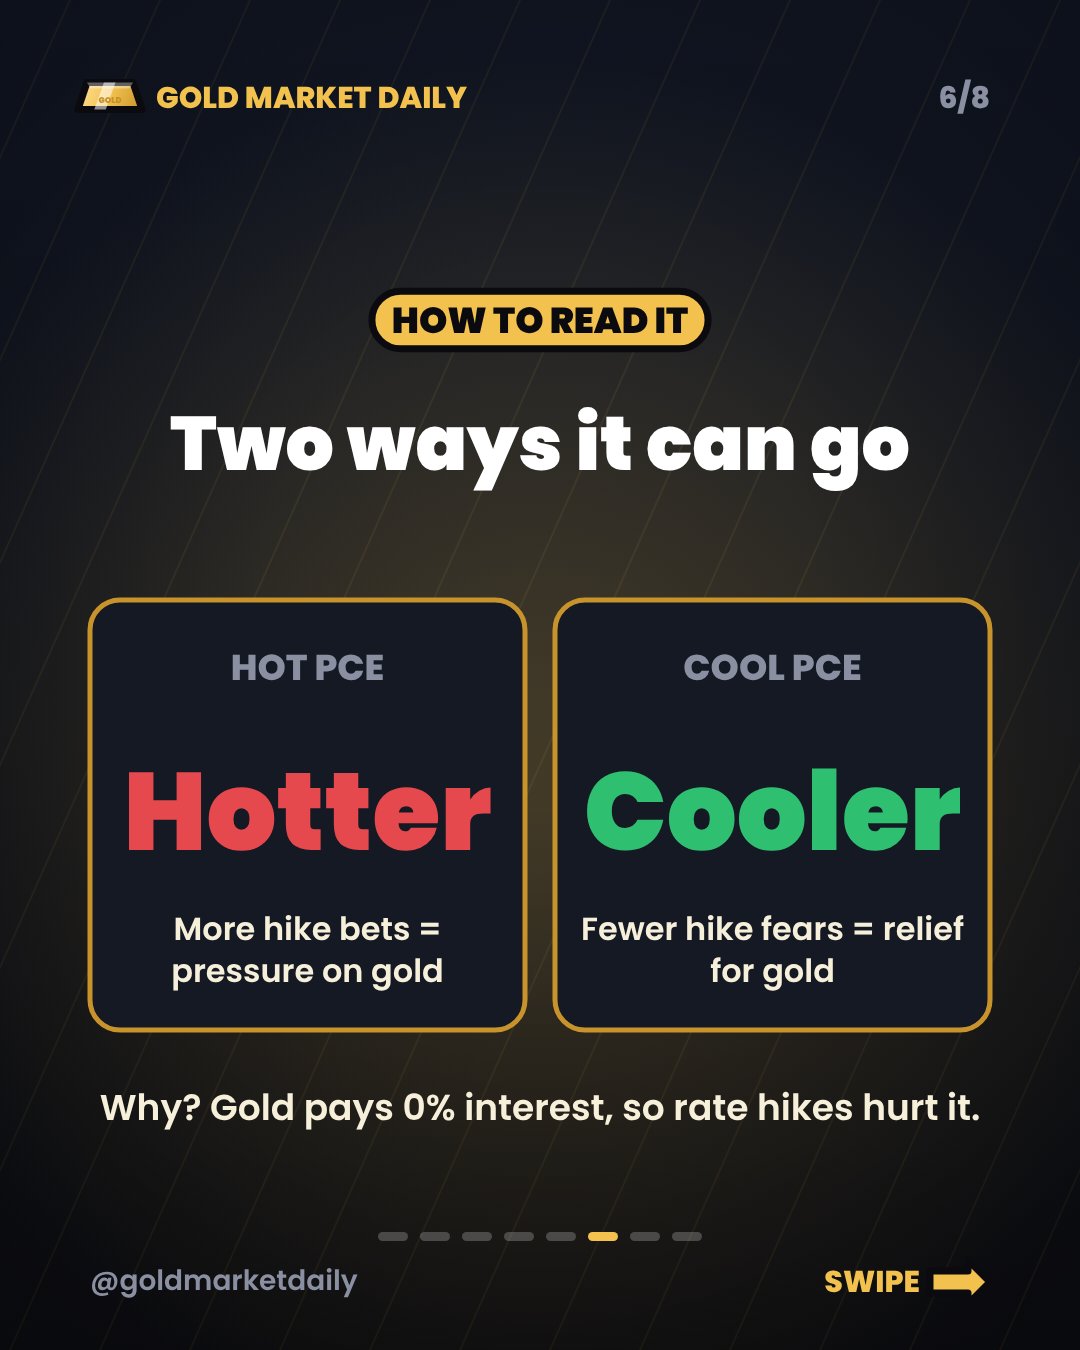 GOLD
GOLD MARKET DAILY
6/8
HOW TO READ IT
Two ways it can go
HOT PCE
Hotter
More hike bets =
pressure on gold
COOL PCE
Cooler
Fewer hike fears = relief
for gold
Why? Gold pays 0% interest, so rate hikes hurt it.
@goldmarketdaily
SWIPE